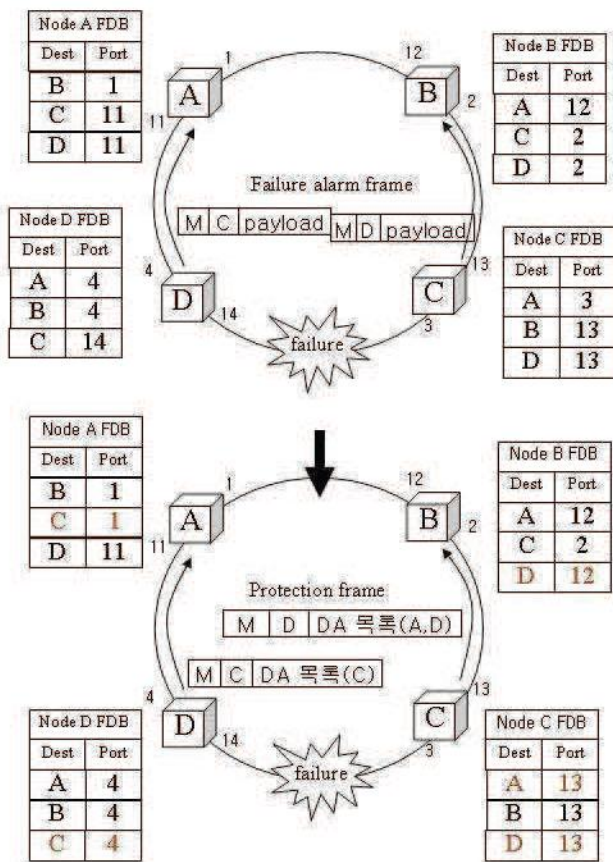 Node A FDB
Dest Port
B 1
C 11
D 11
1
12
A
B
11
2
Node B FDB
Dest Port
A 12
C 2
D 2
Failure alarm frame
M C payload M D payload
Node D FDB
Dest Port
A 4
B 4
C 14
4
D
14
13
C
3
failure
Node C FDB
Dest Port
A 3
B 13
D 13
Node A FDB
Dest Port
B 1
C 1
D 11
1
12
A
B
11
2
Node B FDB
Dest Port
A 12
C 2
D 12
Protection frame
M D DA 목록(A,D)
M C DA 목록(C)
Node D FDB
Dest Port
A 4
B 4
C 4
4
D
14
13
C
3
failure
Node C FDB
Dest Port
A 13
B 13
D 13